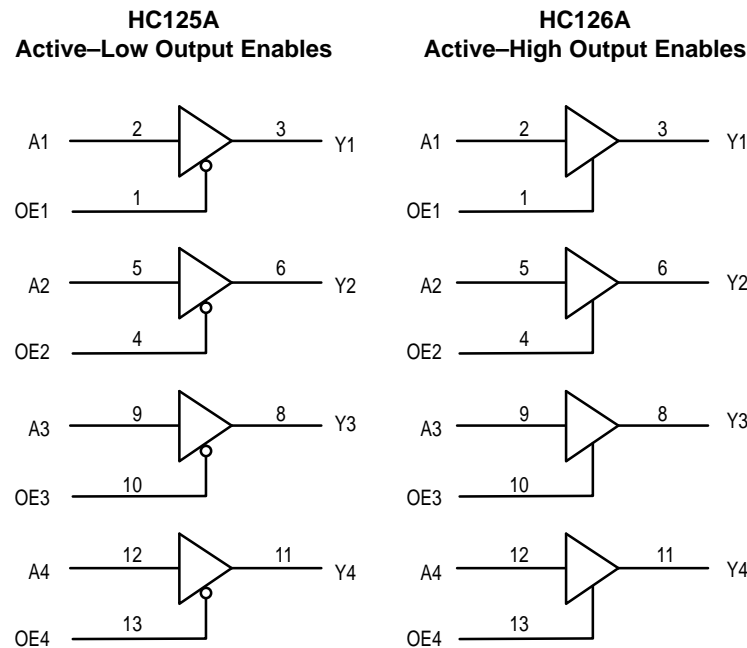 HC125A
Active–Low Output Enables
A1 2 3 Y1
OE1 1
A2 5 6 Y2
OE2 4
A3 9 8 Y3
OE3 10
A4 12 11 Y4
OE4 13
HC126A
Active–High Output Enables
A1 2 3 Y1
OE1 1
A2 5 6 Y2
OE2 4
A3 9 8 Y3
OE3 10
A4 12 11 Y4
OE4 13